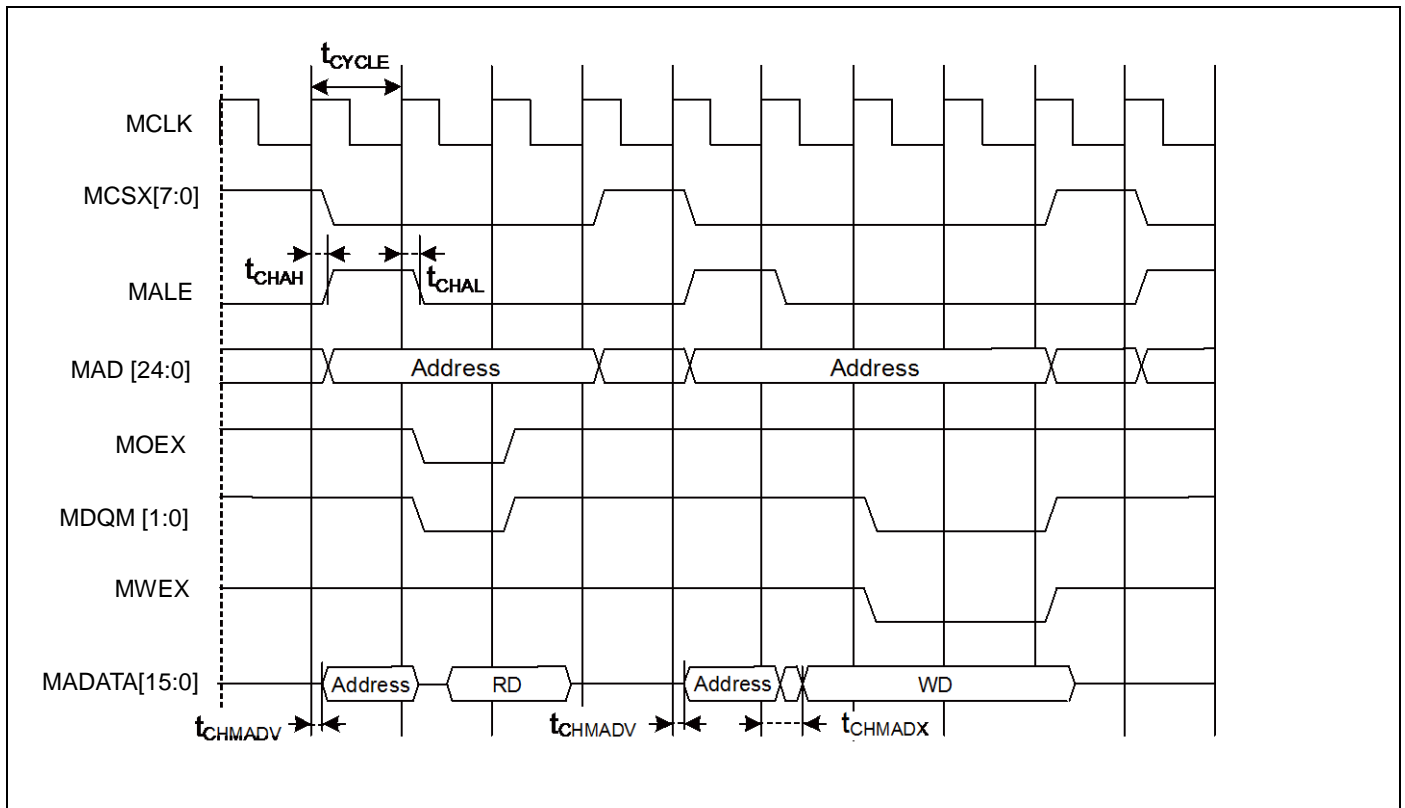 tCYCLE
MCLK
MCSX[7:0]
tCHAH
tCHAL
MALE
MAD [24:0]
Address
Address
MOEX
MDQM [1:0]
MWEX
MADATA[15:0]
Address
RD
Address
WD
tCHMADV
tCHMADV
tCHMADX